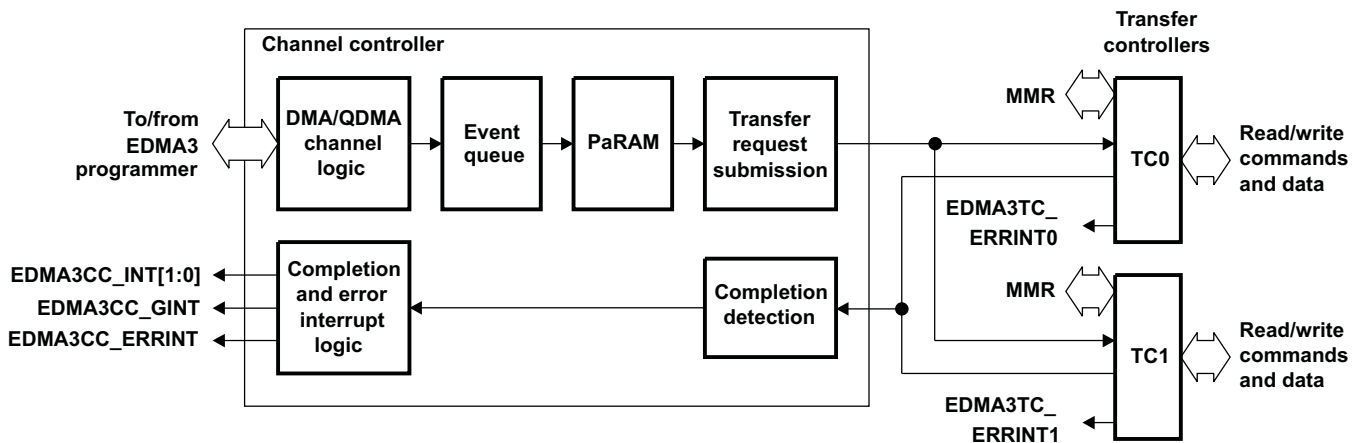 Channel controller
Transfer
controllers
To/from
EDMA3
programmer
DMA/QDMA
channel
logic
Event
queue
PaRAM
Transfer
request
submission
MMR
TC0
Read/write
commands
and data
EDMA3TC_
ERRINT0
EDMA3CC_INT[1:0]
EDMA3CC_GINT
EDMA3CC_ERRINT
Completion
and error
interrupt
logic
Completion
detection
MMR
TC1
Read/write
commands
and data
EDMA3TC_
ERRINT1